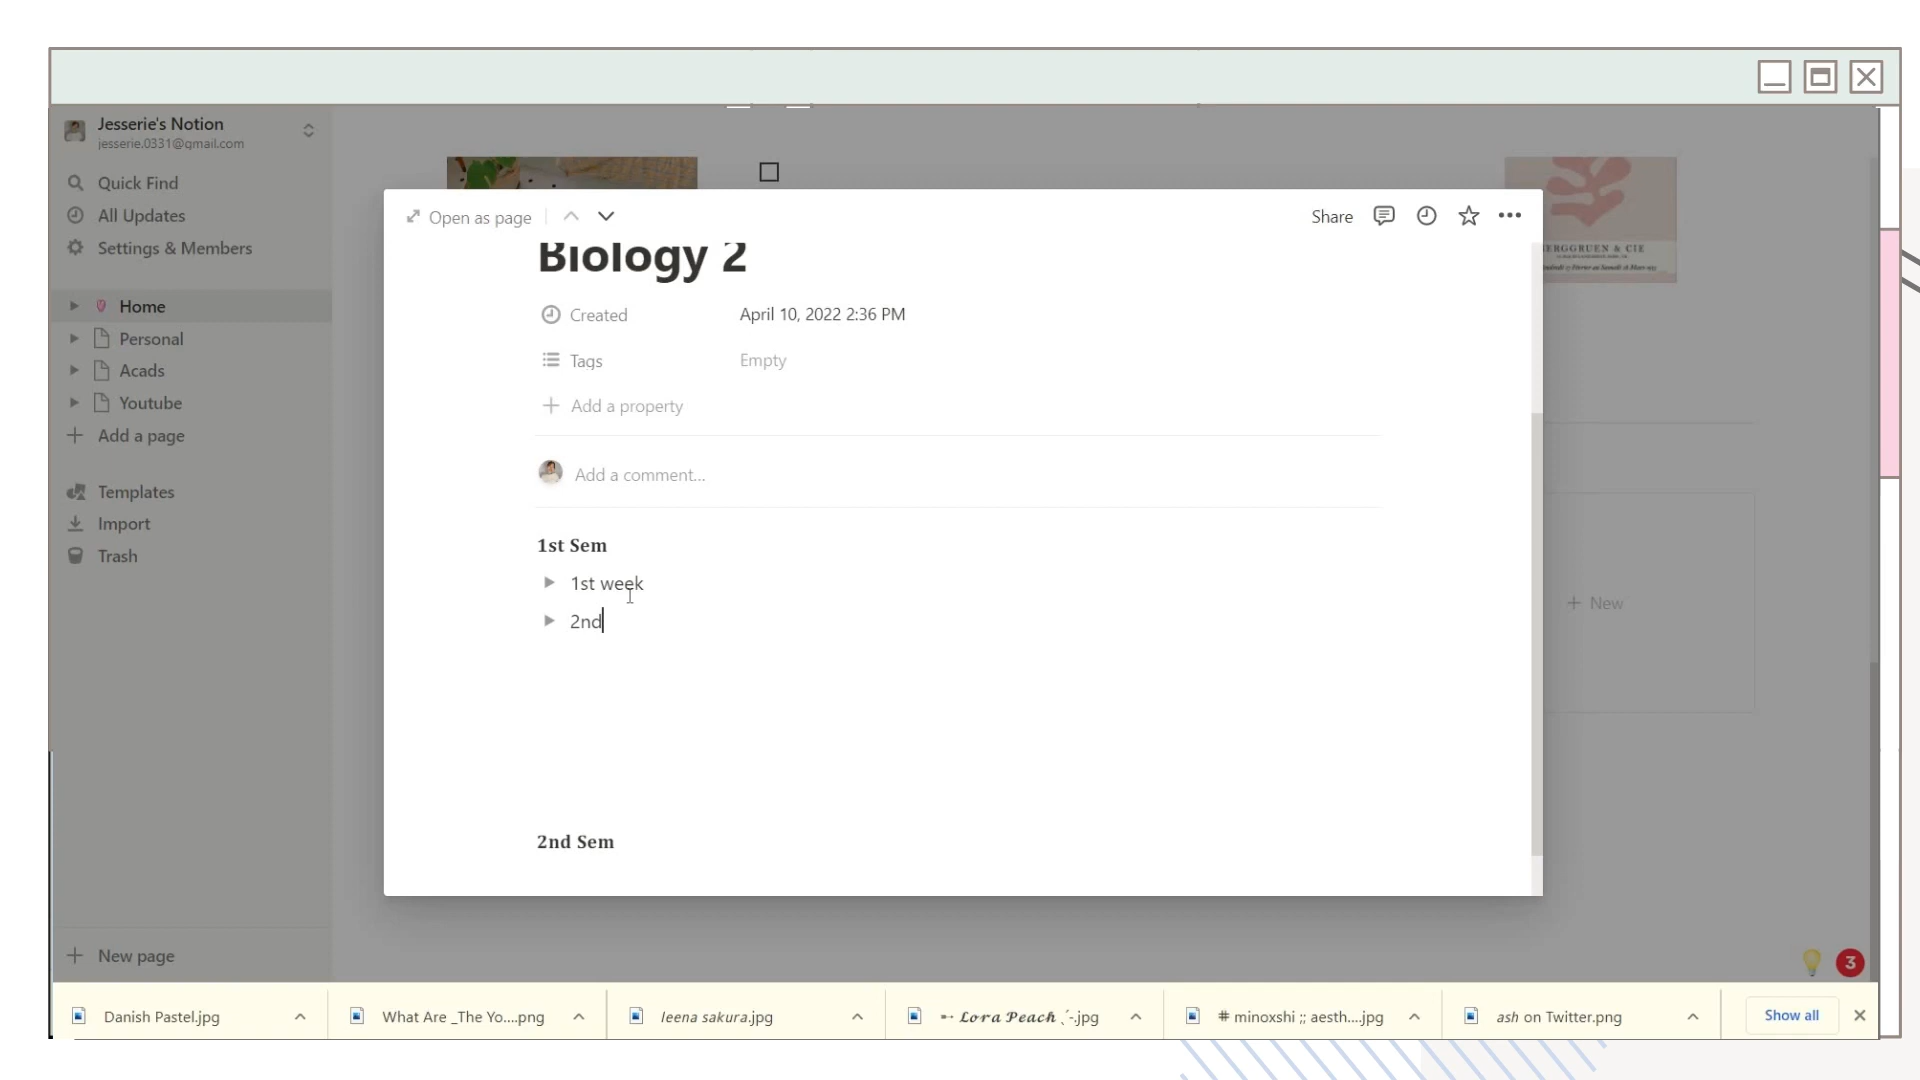 Jesserie's Notion
jesserie.0331@gmail.com
Quick Find
All Updates
Settings & Members
Home
Personal
Acads
Youtube
Add a page
Templates
Import
Trash
New page
Open as page
Share
Biology 2
Created
April 10, 2022 2:36 PM
Tags
Empty
Add a property
Add a comment...
1st Sem
1st week
2nd
2nd Sem
ERGGRUEN & CIE
New
3
Danish Pastel.jpg
What Are _The Yo....png
leena sakura.jpg
➸ 𝓛𝓸𝓻𝓪 𝓟𝓮𝓪𝓬𝓱 ˎˊ-.jpg
# minoxshi ;; aesth....jpg
ash on Twitter.png
Show all